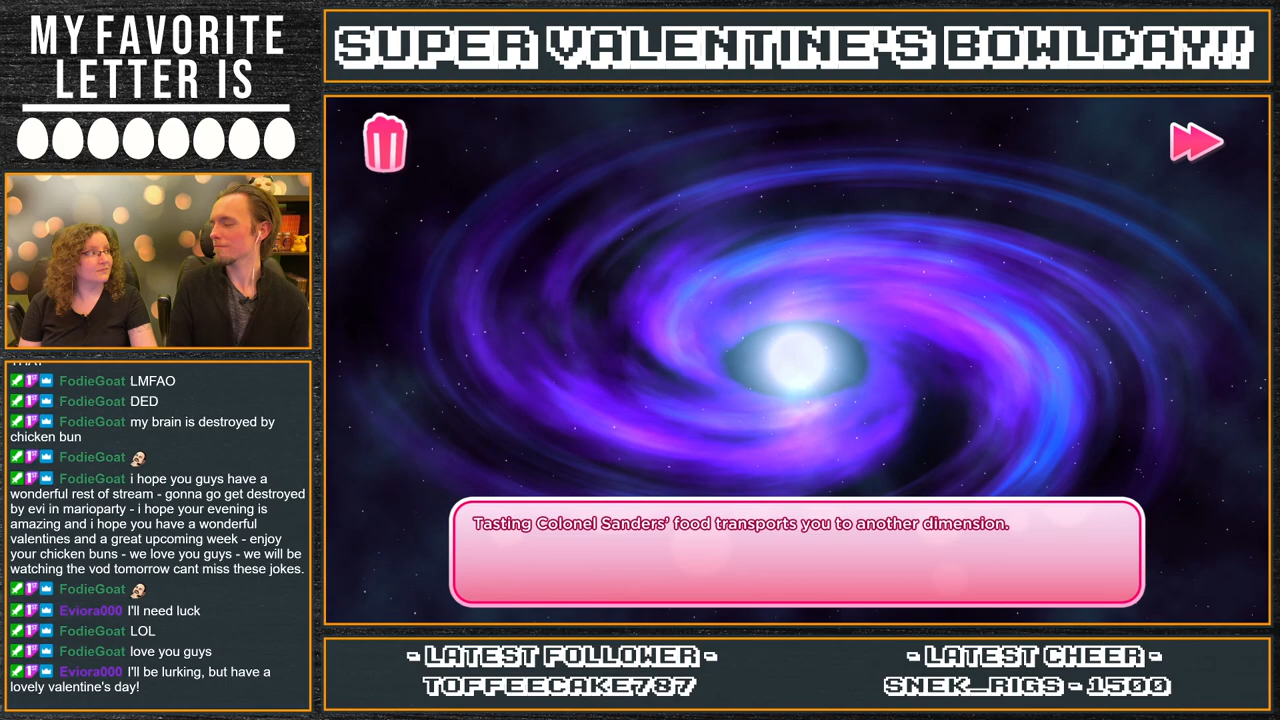 MY FAVORITE
LETTER IS
SUPER VALENTINE'S BOWLDAY!!
FodieGoat LMFAO
FodieGoat DED
FodieGoat my brain is destroyed by
chicken bun
FodieGoat
FodieGoat i hope you guys have a
wonderful rest of stream - gonna go get destroyed
by evi in marioparty - i hope your evening is
amazing and i hope you have a wonderful
valentines and a great upcoming week - enjoy
your chicken buns - we love you guys - we will be
watching the vod tomorrow cant miss these jokes.
FodieGoat
Eviora000 I'll need luck
FodieGoat LOL
FodieGoat love you guys
Eviora000 I'll be lurking, but have a
lovely valentine's day!
Tasting Colonel Sanders' food transports you to another dimension.
- LATEST FOLLOWER -
TOFFEECAKE787
- LATEST CHEER -
SNEK_RIGS - 1500